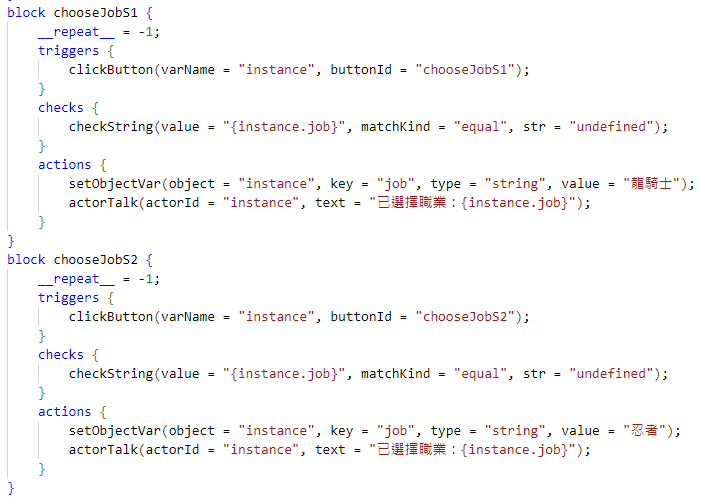 block chooseJobS1 {
__repeat__ = -1;
triggers {
clickButton(varName = "instance", buttonId = "chooseJobS1");
}
checks {
checkString(value = "{instance.job}", matchKind = "equal", str = "undefined");
}
actions {
setObjectVar(object = "instance", key = "job", type = "string", value = "龍騎士");
actorTalk(actorId = "instance", text = "已選擇職業：{instance.job}");
}
}
block chooseJobS2 {
__repeat__ = -1;
triggers {
clickButton(varName = "instance", buttonId = "chooseJobS2");
}
checks {
checkString(value = "{instance.job}", matchKind = "equal", str = "undefined");
}
actions {
setObjectVar(object = "instance", key = "job", type = "string", value = "忍者");
actorTalk(actorId = "instance", text = "已選擇職業：{instance.job}");
}
}